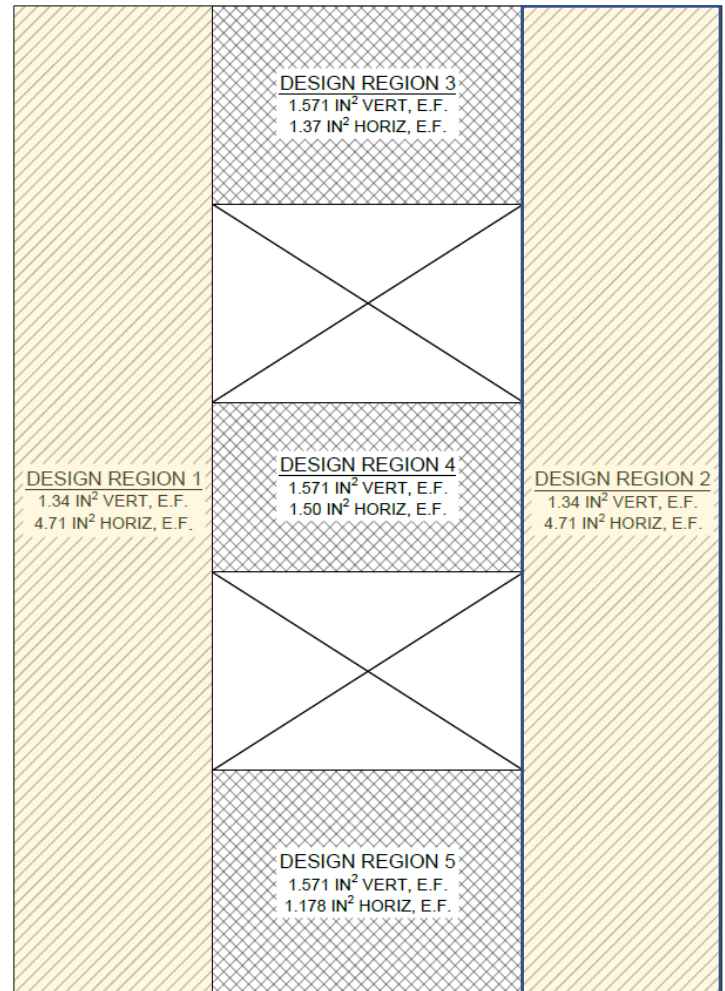 DESIGN REGION 3
1.571 IN² VERT, E.F.
1.37 IN² HORIZ, E.F.
DESIGN REGION 1
1.34 IN² VERT, E.F.
4.71 IN² HORIZ, E.F.
DESIGN REGION 4
1.571 IN² VERT, E.F.
1.50 IN² HORIZ, E.F.
DESIGN REGION 2
1.34 IN² VERT, E.F.
4.71 IN² HORIZ, E.F.
DESIGN REGION 5
1.571 IN² VERT, E.F.
1.178 IN² HORIZ, E.F.